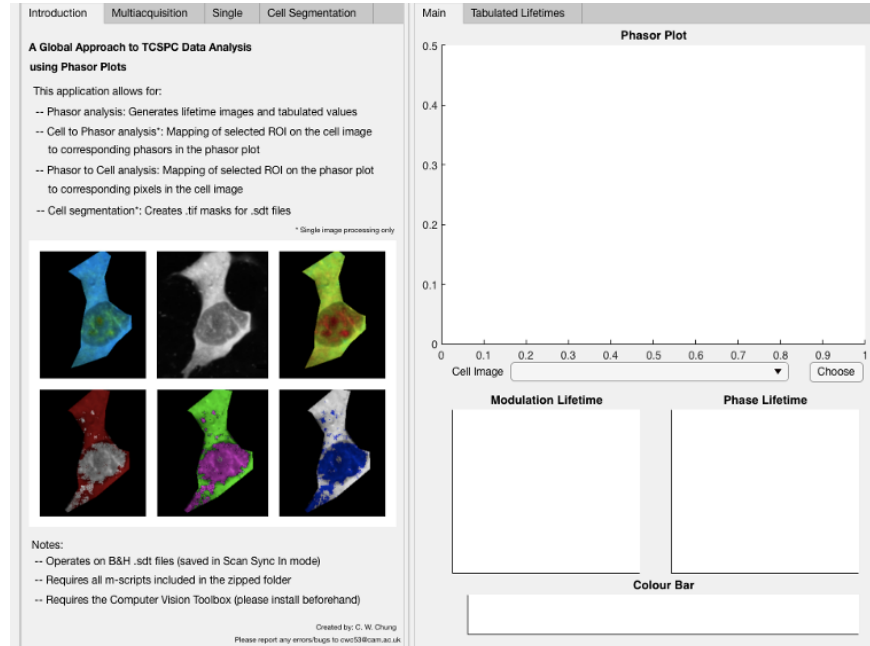 Introduction Multiacquisition Single Cell Segmentation
A Global Approach to TCSPC Data Analysis
using Phasor Plots
This application allows for:
-- Phasor analysis: Generates lifetime images and tabulated values
-- Cell to Phasor analysis*: Mapping of selected ROI on the cell image
to corresponding phasors in the phasor plot
-- Phasor to Cell analysis: Mapping of selected ROI on the phasor plot
to corresponding pixels in the cell image
-- Cell segmentation*: Creates .tif masks for .sdt files
* Single image processing only
Notes:
-- Operates on B&H .sdt files (saved in Scan Sync In mode)
-- Requires all m-scripts included in the zipped folder
-- Requires the Computer Vision Toolbox (please install beforehand)
Created by: C. W. Chung
Please report any errors/bugs to cwc53@cam.ac.uk
Main Tabulated Lifetimes
Phasor Plot
0.5
0.4
0.3
0.2
0.1
0
0 0.1 0.2 0.3 0.4 0.5 0.6 0.7 0.8 0.9 1
Cell Image Choose
Modulation Lifetime Phase Lifetime
Colour Bar